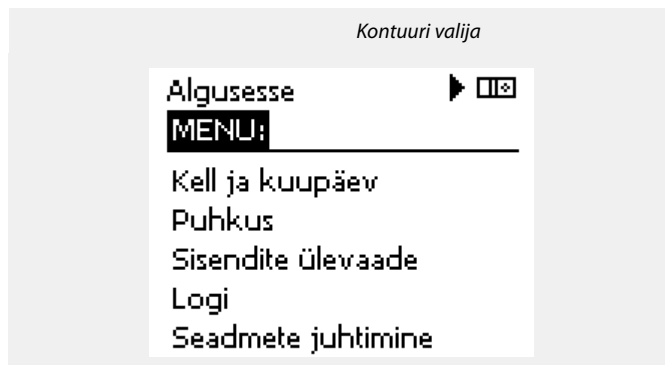 Kontuuri valija
Algusesse
MENU:
Kell ja kuupäev
Puhkus
Sisendite ülevaade
Logi
Seadmete juhtimine